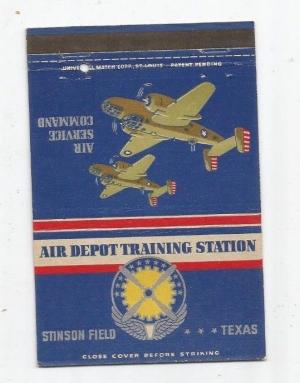 UNIVERSAL MATCH CORP., ST. LOUIS PATENT PENDING
AIR
SERVICE
COMMAND
AIR DEPOT TRAINING STATION
STINSON FIELD
TEXAS
CLOSE COVER BEFORE STRIKING